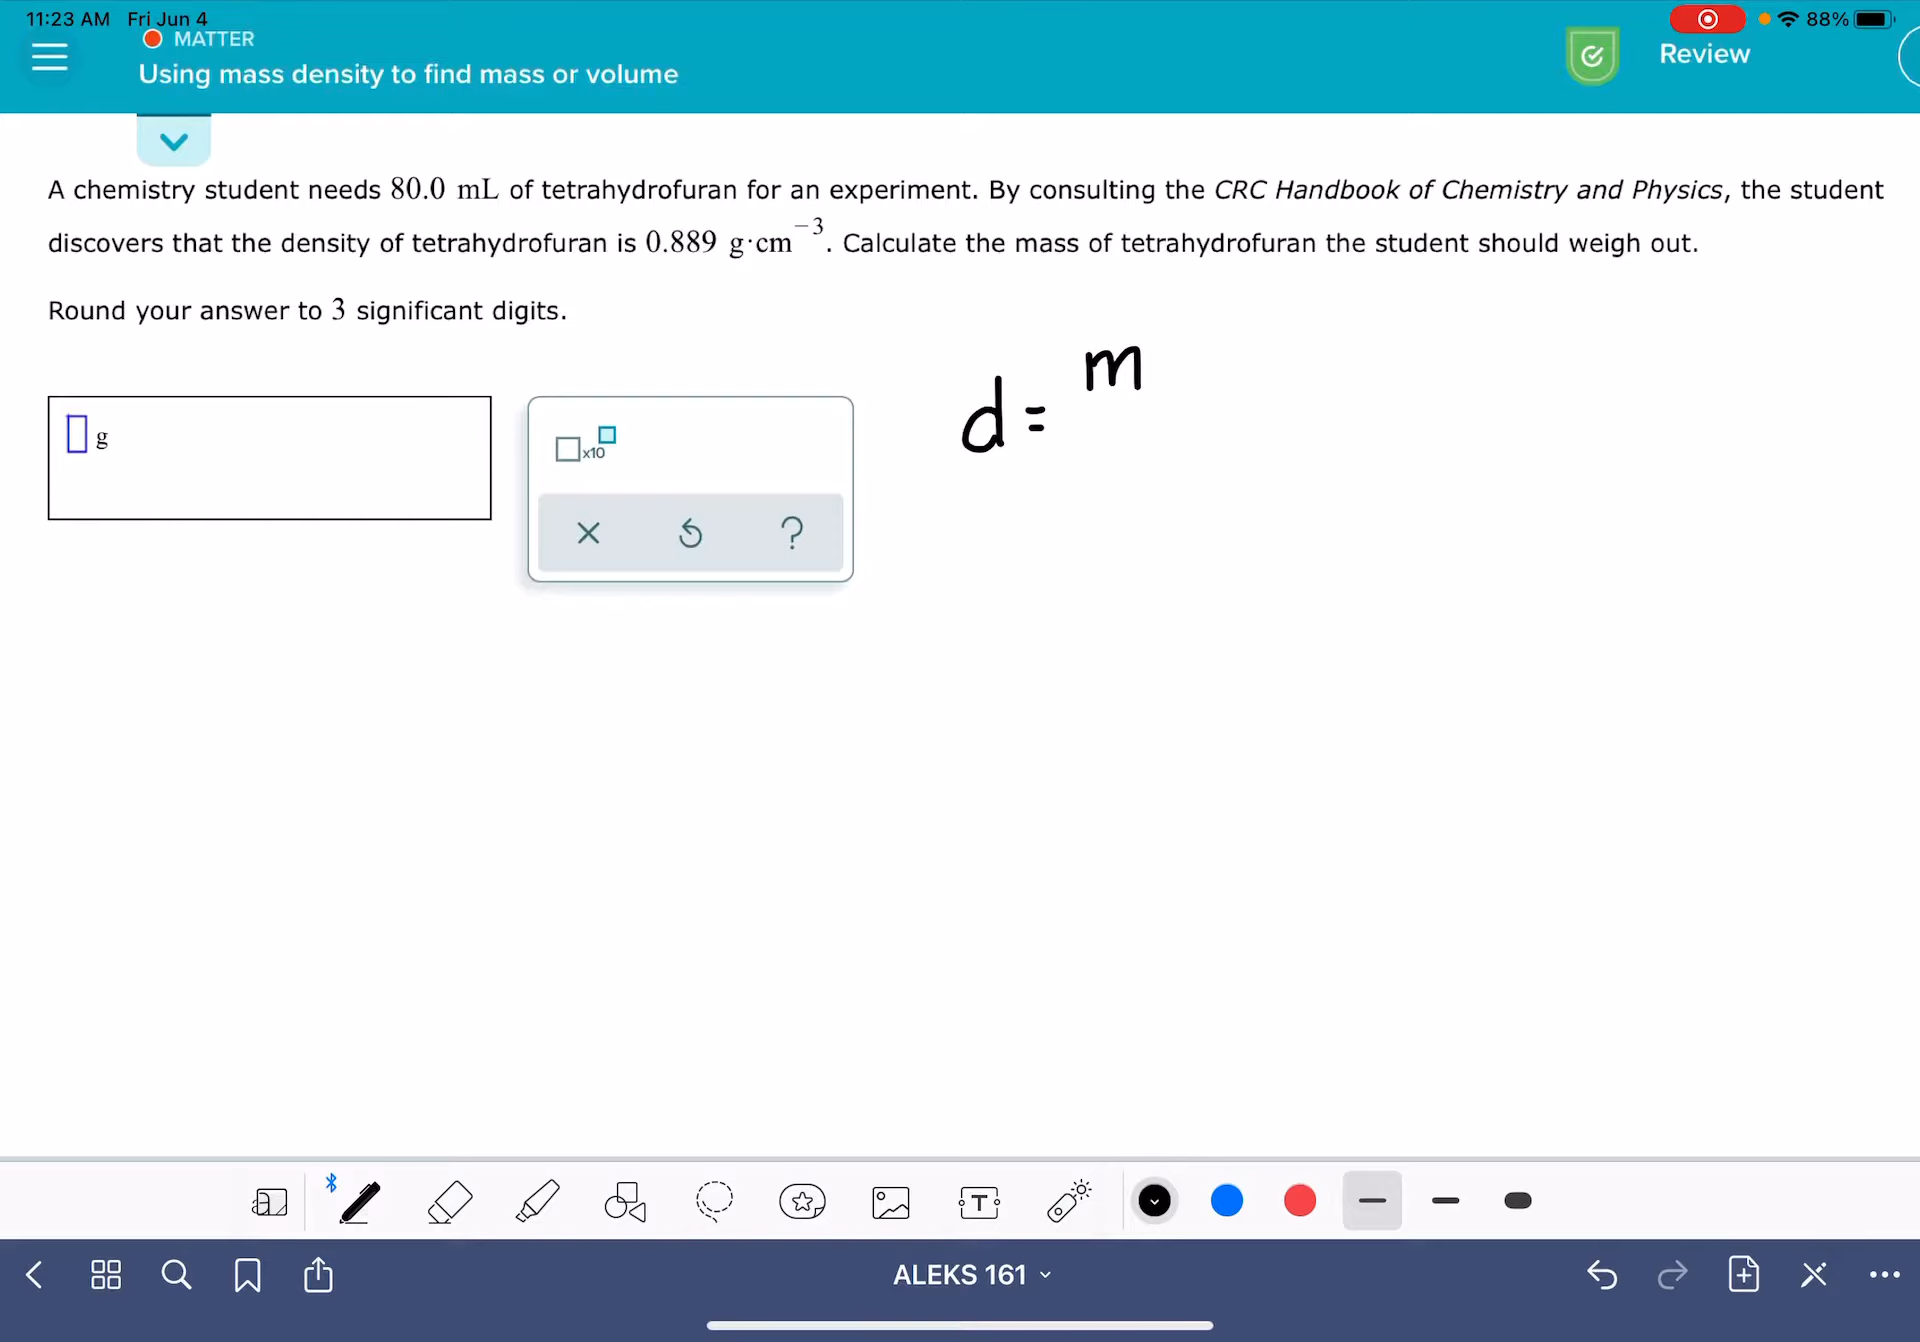 11:23 AM Fri Jun 4
88%
MATTER
Using mass density to find mass or volume
Review
A chemistry student needs 80.0 mL of tetrahydrofuran for an experiment. By consulting the CRC Handbook of Chemistry and Physics, the student
discovers that the density of tetrahydrofuran is 0.889 g·cm⁻³. Calculate the mass of tetrahydrofuran the student should weigh out.
Round your answer to 3 significant digits.
d = m
g
x10
?
a
T
ALEKS 161